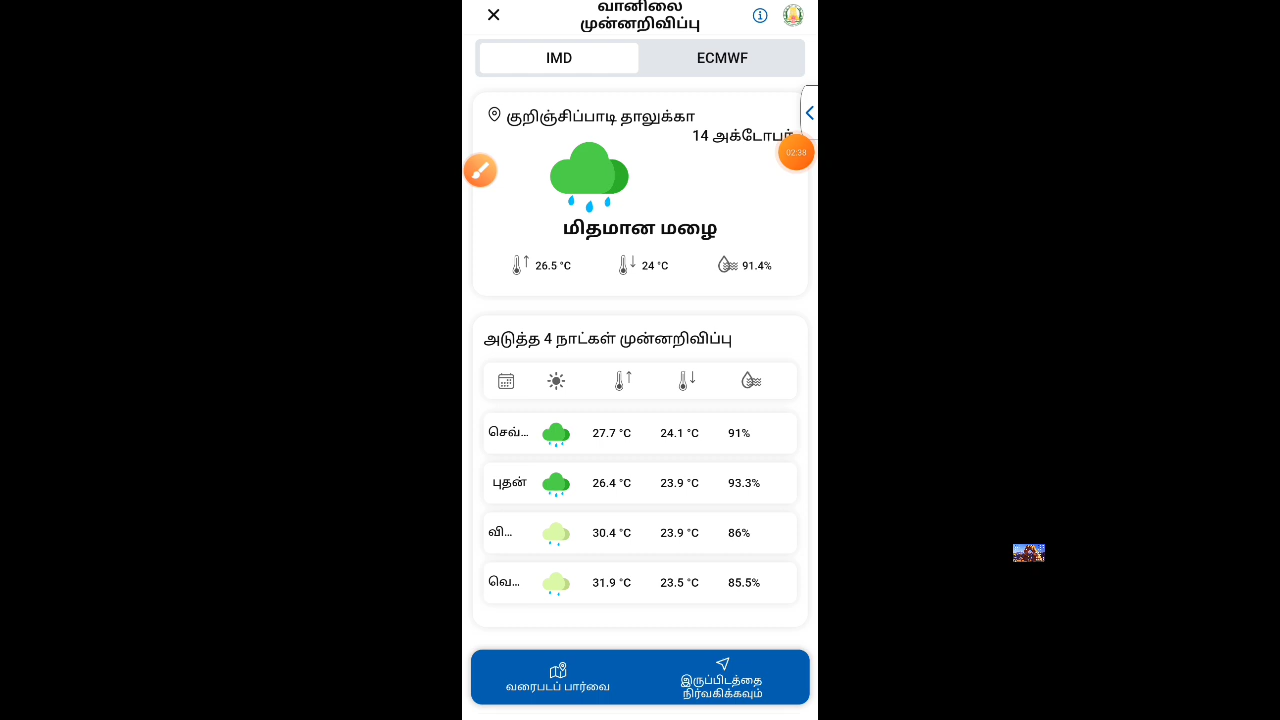 வானிலை
முன்னறிவிப்பு
IMD ECMWF
குறிஞ்சிப்பாடி தாலுக்கா
14 அக்டோபர்
02:38
மிதமான மழை
26.5 °C 24 °C 91.4%
அடுத்த 4 நாட்கள் முன்னறிவிப்பு
செவ்... 27.7 °C 24.1 °C 91%
புதன் 26.4 °C 23.9 °C 93.3%
வி... 30.4 °C 23.9 °C 86%
வெ... 31.9 °C 23.5 °C 85.5%
வரைபடப் பார்வை
இருப்பிடத்தை
நிர்வகிக்கவும்